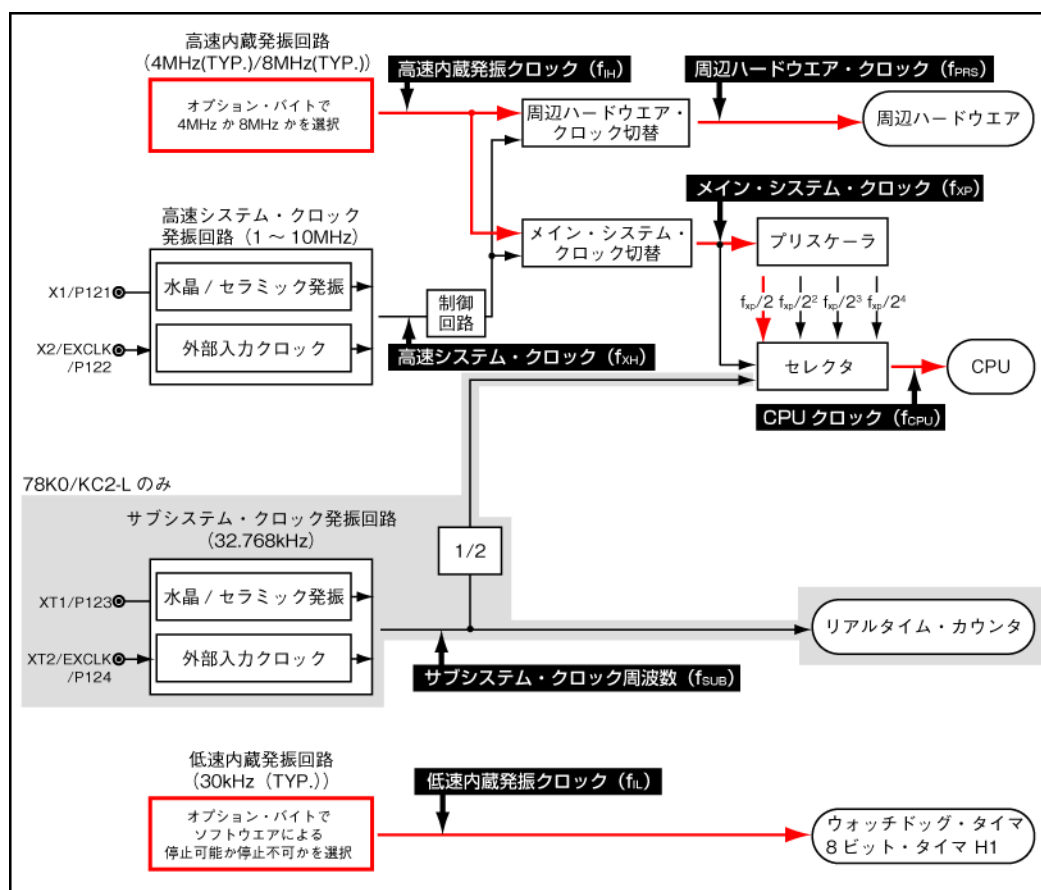 高速内蔵発振回路
（4MHz(TYP.)/8MHz(TYP.)）
オプション・バイトで
4MHz か 8MHz かを選択
高速内蔵発振クロック（fIH）
周辺ハードウエア・クロック（fPRS）
周辺ハードウエア・
クロック切替
周辺ハードウエア
高速システム・クロック
発振回路（1 ～ 10MHz）
X1/P121
水晶 / セラミック発振
X2/EXCLK
/P122
外部入力クロック
制御
回路
高速システム・クロック（fXH）
メイン・システム・クロック（fXP）
メイン・システム・
クロック切替
プリスケーラ
fxp/2 fxp/2² fxp/2³ fxp/2⁴
セレクタ
CPU
CPU クロック（fCPU）
78K0/KC2-L のみ
サブシステム・クロック発振回路
（32.768kHz）
XT1/P123
水晶 / セラミック発振
XT2/EXCLK
/P124
外部入力クロック
1/2
サブシステム・クロック周波数（fSUB）
リアルタイム・カウンタ
低速内蔵発振回路
（30kHz（TYP.））
オプション・バイトで
ソフトウエアによる
停止可能か停止不可かを選択
低速内蔵発振クロック（fIL）
ウォッチドッグ・タイマ
8 ビット・タイマ H1